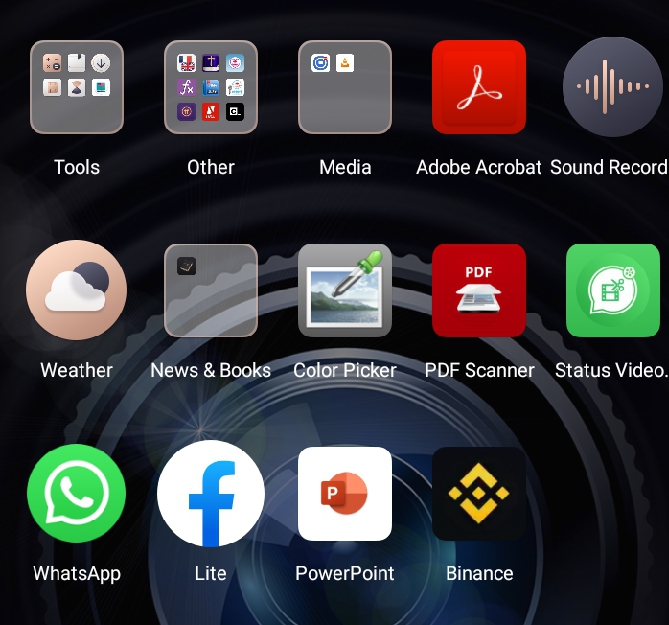 Tools
Other
Media
Adobe Acrobat
Sound Record
Weather
News & Books
Color Picker
PDF
PDF Scanner
Status Video.
WhatsApp
Lite
P
PowerPoint
Binance